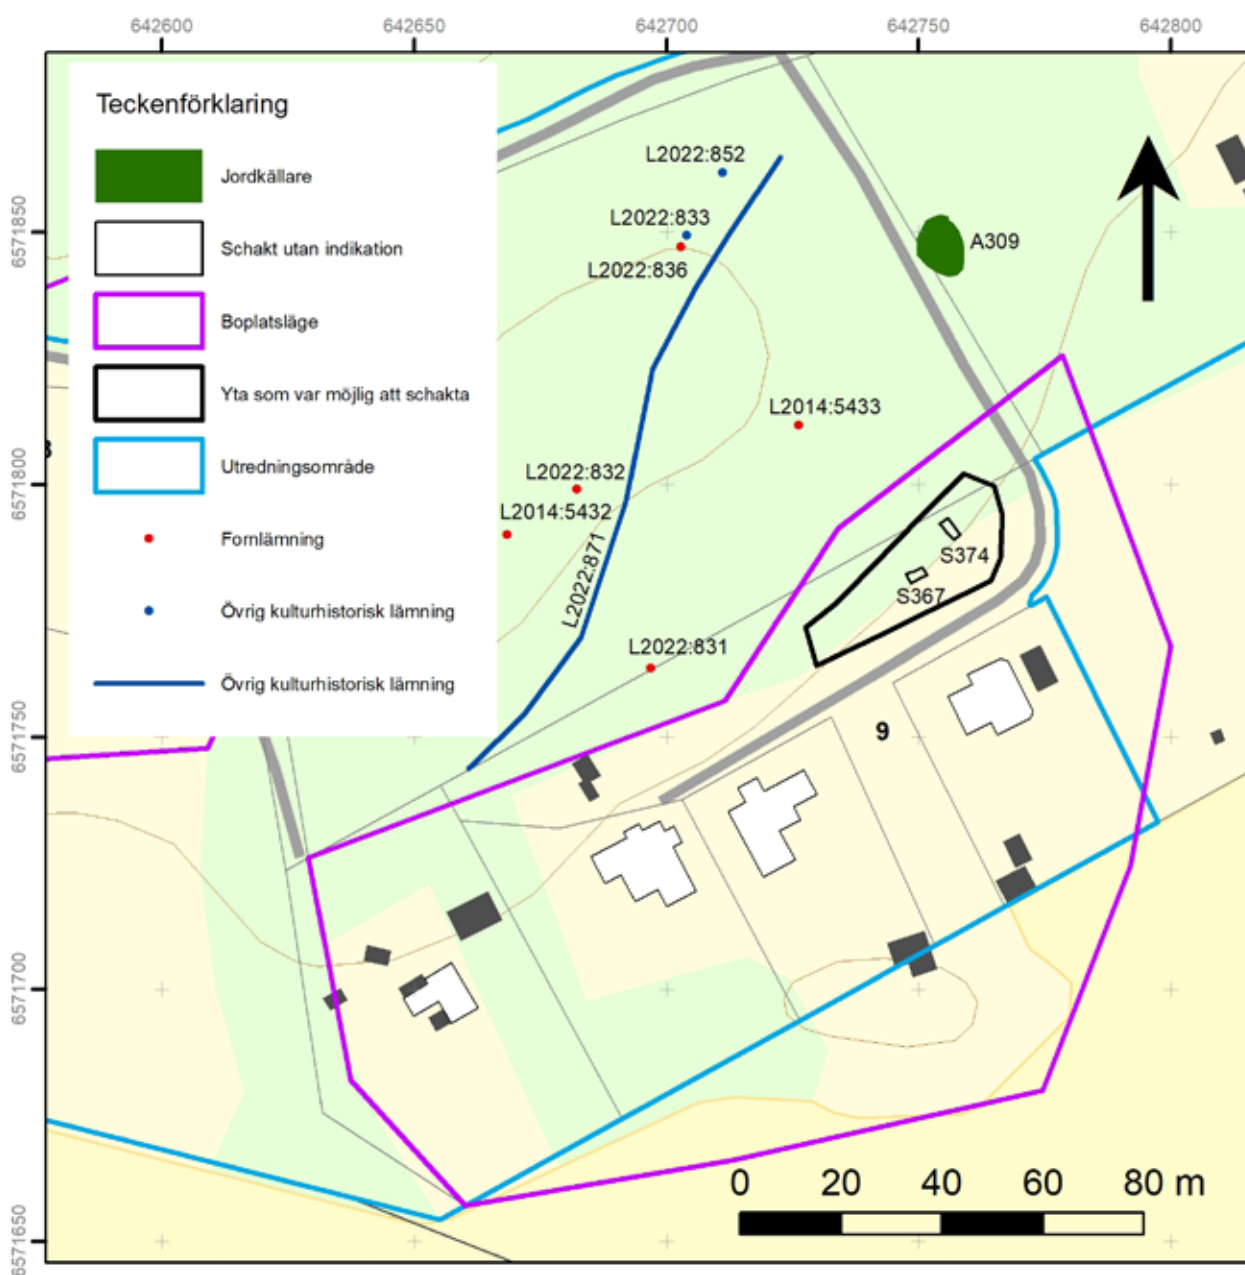 642600 642650 642700 642750 642800
Teckenförklaring
Jordkällare
Schakt utan indikation
Boplatsläge
Yta som var möjlig att schakta
Utredningsområde
Fornlämning
Övrig kulturhistorisk lämning
Övrig kulturhistorisk lämning
6571850
6571800
6571750
6571700
6571650
L2022:852
L2022:833
L2022:836
A309
L2014:5433
L2022:832
L2014:5432
L2022:871
S374
S367
L2022:831
9
0 20 40 60 80 m